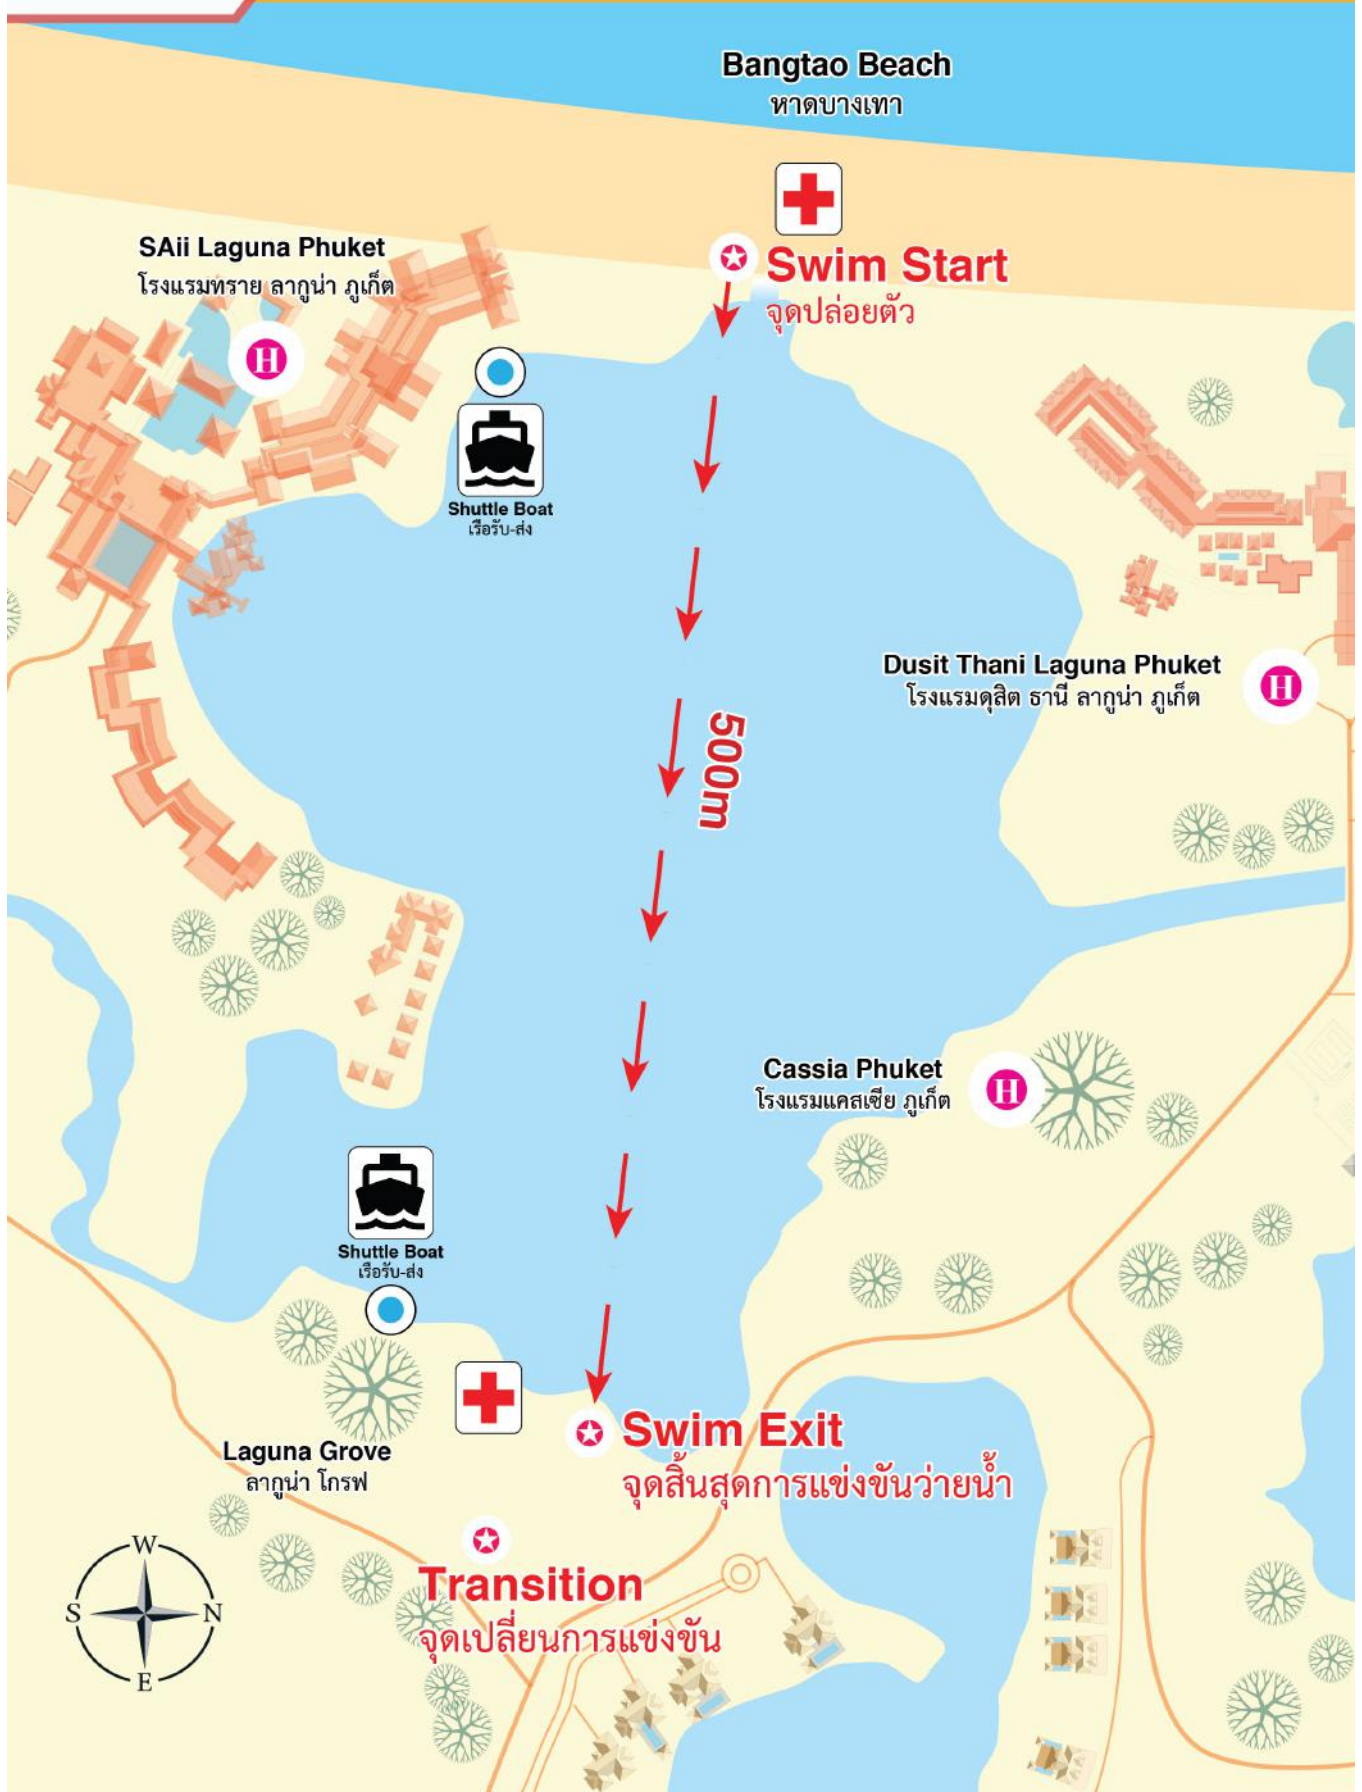 Bangtao Beach
หาดบางเทา
SAii Laguna Phuket
โรงแรมทราย ลากูน่า ภูเก็ต
H
Swim Start
จุดปล่อยตัว
Shuttle Boat
เรือรับ-ส่ง
Dusit Thani Laguna Phuket
โรงแรมดุสิต ธานี ลากูน่า ภูเก็ต
H
500m
Cassia Phuket
โรงแรมแคสเซีย ภูเก็ต
H
Shuttle Boat
เรือรับ-ส่ง
Swim Exit
จุดสิ้นสุดการแข่งขันว่ายน้ำ
Laguna Grove
ลากูน่า โกรฟ
Transition
จุดเปลี่ยนการแข่งขัน
W
S
N
E